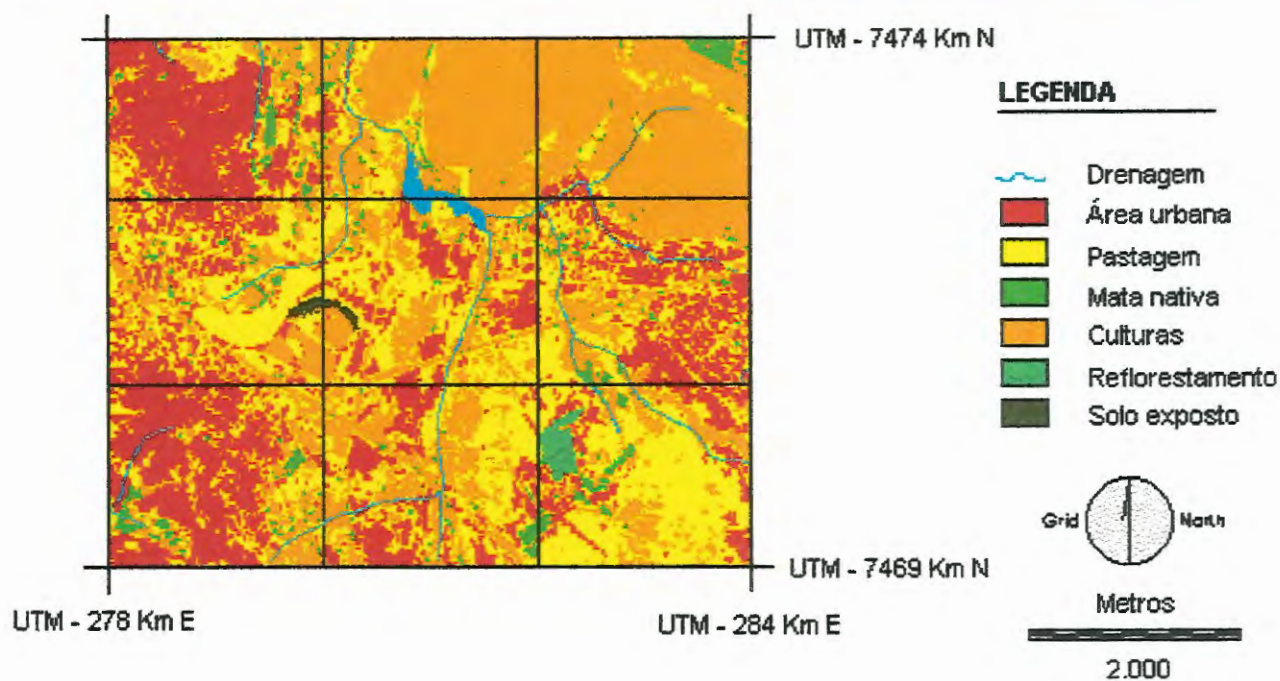 UTM - 7474 Km N
LEGENDA
Drenagem
Área urbana
Pastagem
Mata nativa
Culturas
Reflorestamento
Solo exposto
Grid North
UTM - 7469 Km N
UTM - 278 Km E
UTM - 284 Km E
Metros
2.000